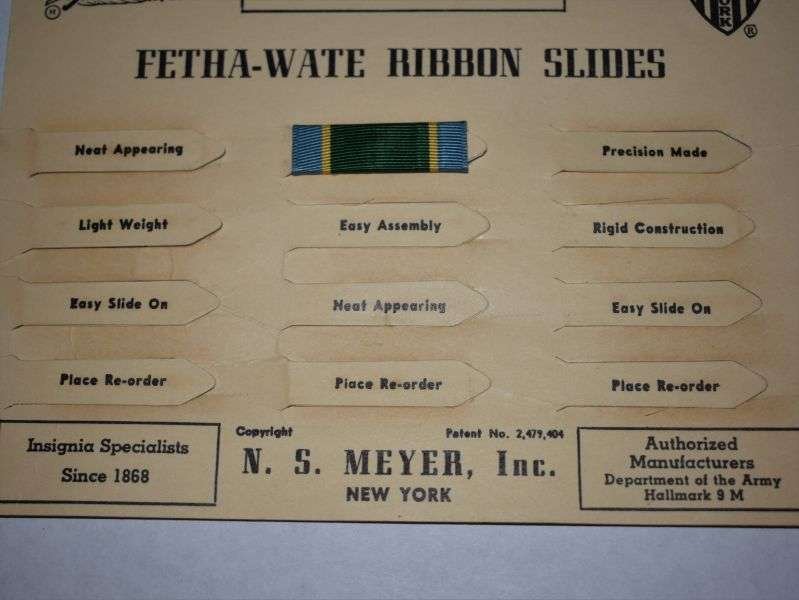 ORK
®
FETHA-WATE RIBBON SLIDES
Neat Appearing
Precision Made
Light Weight
Easy Assembly
Rigid Construction
Easy Slide On
Neat Appearing
Easy Slide On
Place Re-order
Place Re-order
Place Re-order
Insignia Specialists
Since 1868
Copyright
Patent No. 2,479,404
N. S. MEYER, Inc.
NEW YORK
Authorized
Manufacturers
Department of the Army
Hallmark 9 M